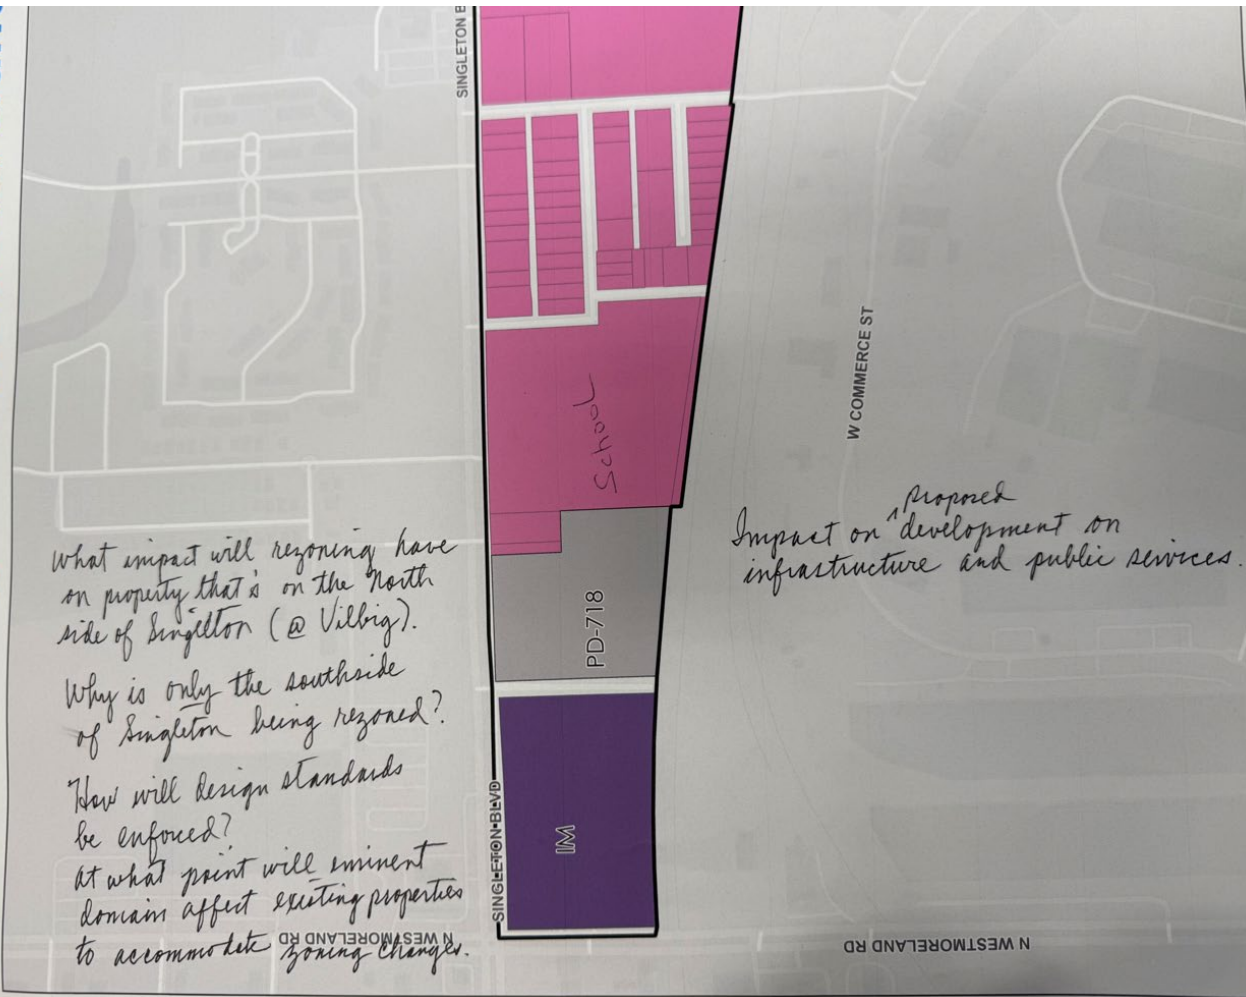 SINGLETON B
School
W COMMERCE ST
What impact will rezoning have
on property that's on the North
side of Singleton (@ Vilbig).
Why is only the southside
of Singleton being rezoned?
How will design standards
be enforced?
At what point will eminent
domain affect existing properties
to accommodate zoning changes.
proposed
Impact on ^ development on
infrastructure and public services.
PD-718
SINGLETON BLVD
IM
N WESTMORELAND RD
N WESTMORELAND RD